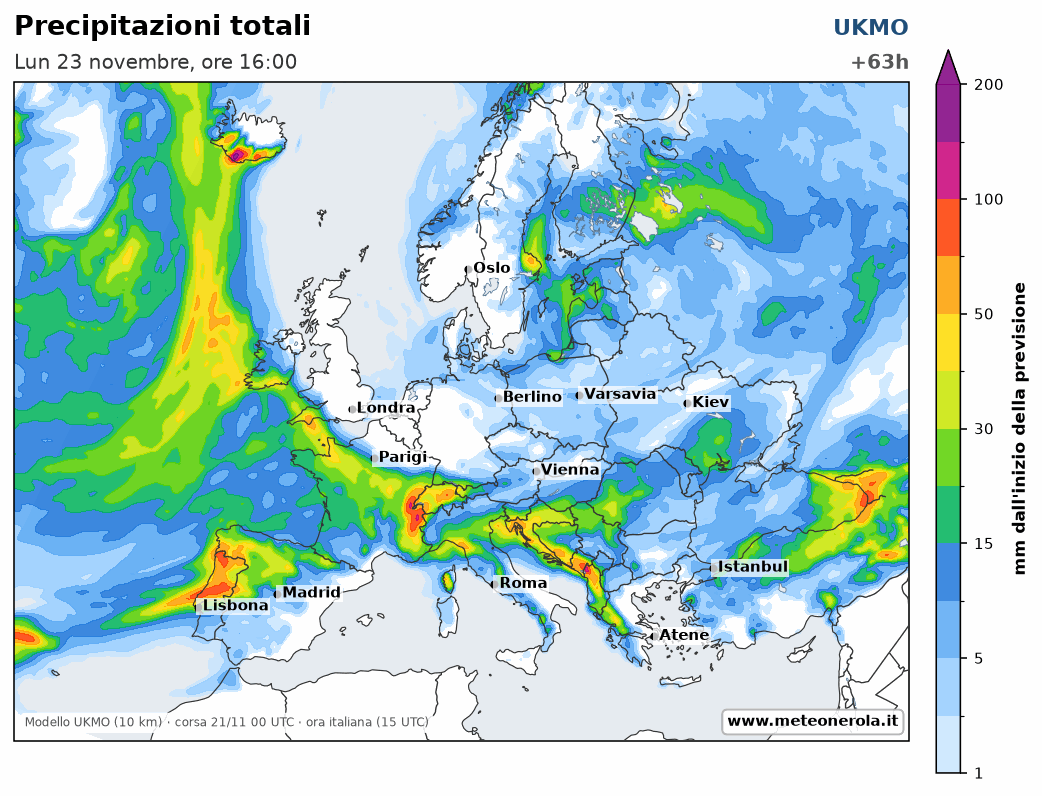 Precipitazioni totali
UKMO
Lun 23 novembre, ore 16:00
+63h
200
100
50
30
15
5
1
mm dall'inizio della previsione
Oslo
Londra
Berlino
Varsavia
Kiev
Parigi
Vienna
Istanbul
Roma
Madrid
Lisbona
Atene
Modello UKMO (10 km) · corsa 21/11 00 UTC · ora italiana (15 UTC)
www.meteonerola.it